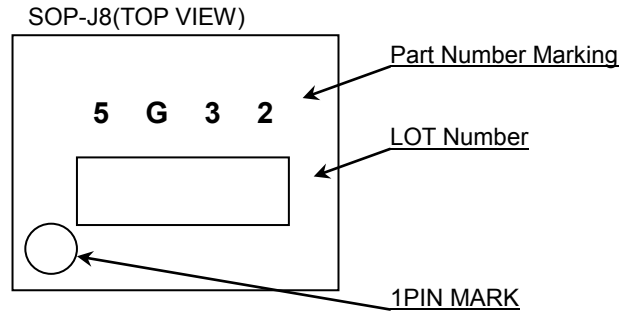 SOP-J8(TOP VIEW)
Part Number Marking
5 G 3 2
LOT Number
1PIN MARK